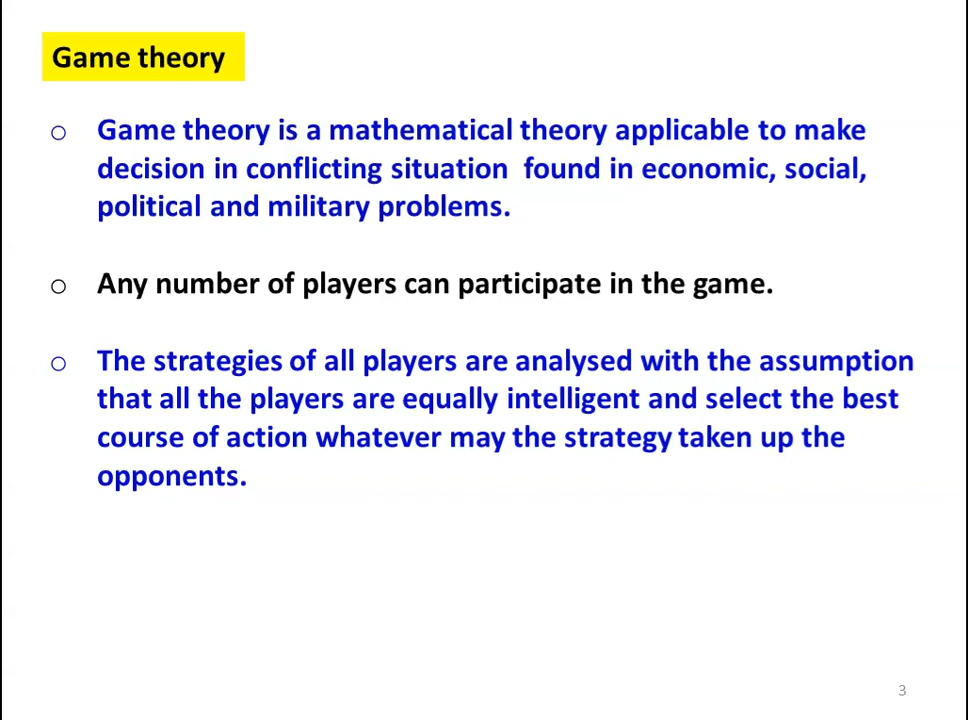 Game theory
○ Game theory is a mathematical theory applicable to make
decision in conflicting situation found in economic, social,
political and military problems.
○ Any number of players can participate in the game.
○ The strategies of all players are analysed with the assumption
that all the players are equally intelligent and select the best
course of action whatever may the strategy taken up the
opponents.
3